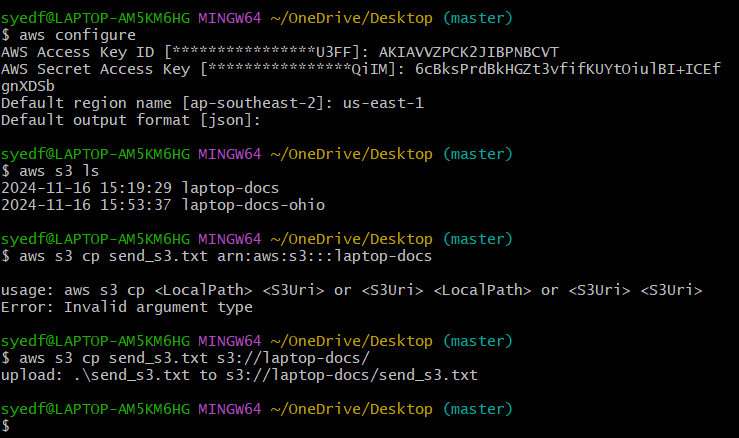 syedf@LAPTOP-AM5KM6HG MINGW64 ~/OneDrive/Desktop (master)
$ aws configure
AWS Access Key ID [****************U3FF]: AKIAVVZPCK2JIBPNBCVT
AWS Secret Access Key [****************QiIM]: 6cBksPrdBkHGZt3vfifKUYtOiulBI+ICEf
gnXDSb
Default region name [ap-southeast-2]: us-east-1
Default output format [json]:
syedf@LAPTOP-AM5KM6HG MINGW64 ~/OneDrive/Desktop (master)
$ aws s3 ls
2024-11-16 15:19:29 laptop-docs
2024-11-16 15:53:37 laptop-docs-ohio
syedf@LAPTOP-AM5KM6HG MINGW64 ~/OneDrive/Desktop (master)
$ aws s3 cp send_s3.txt arn:aws:s3:::laptop-docs
usage: aws s3 cp <LocalPath> <S3Uri> or <S3Uri> <LocalPath> or <S3Uri> <S3Uri>
Error: Invalid argument type
syedf@LAPTOP-AM5KM6HG MINGW64 ~/OneDrive/Desktop (master)
$ aws s3 cp send_s3.txt s3://laptop-docs/
upload: .\send_s3.txt to s3://laptop-docs/send_s3.txt
syedf@LAPTOP-AM5KM6HG MINGW64 ~/OneDrive/Desktop (master)
$